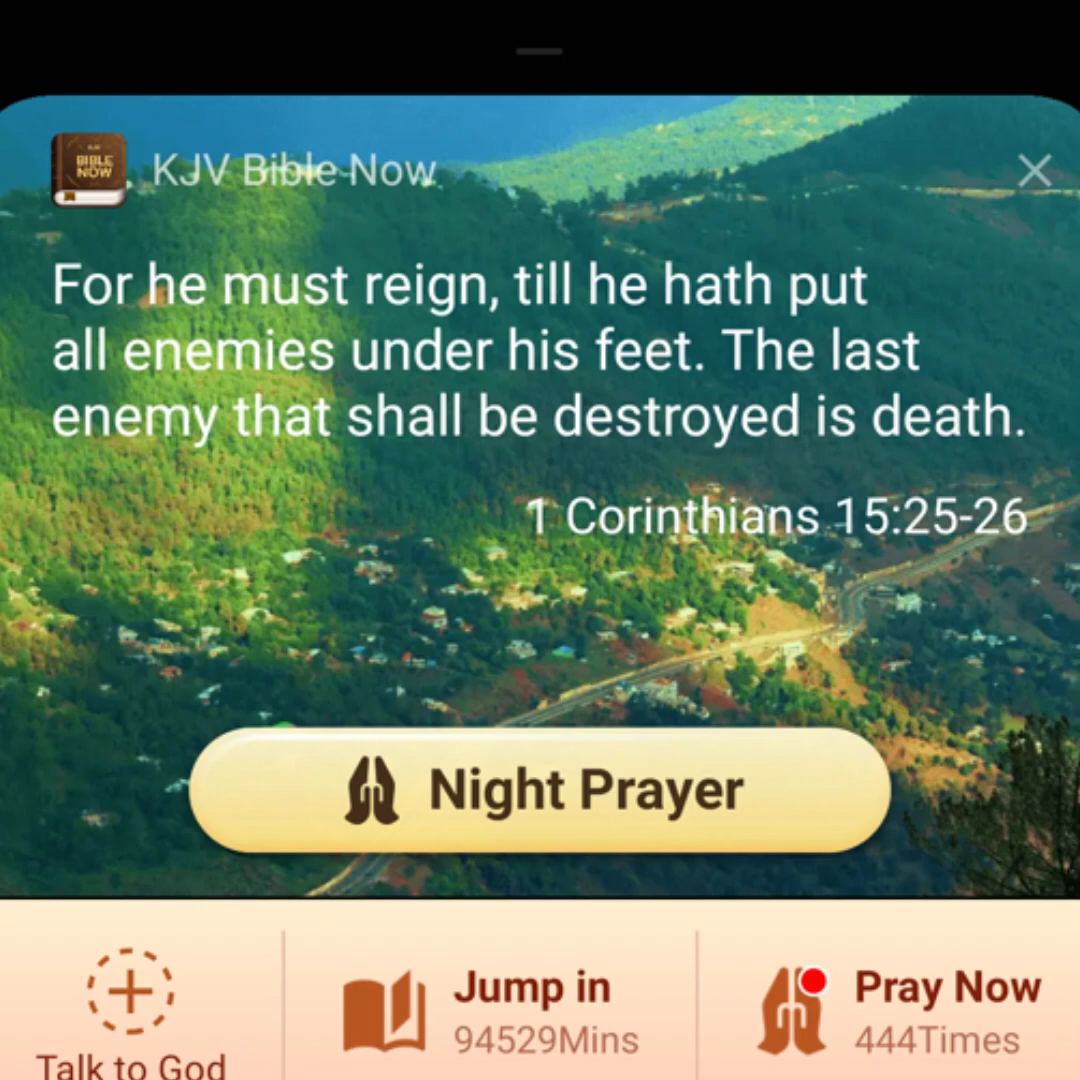 KJV
BIBLE
NOW
KJV Bible Now
For he must reign, till he hath put
all enemies under his feet. The last
enemy that shall be destroyed is death.
1 Corinthians 15:25-26
Night Prayer
Jump in
94529Mins
Pray Now
444Times
Talk to God